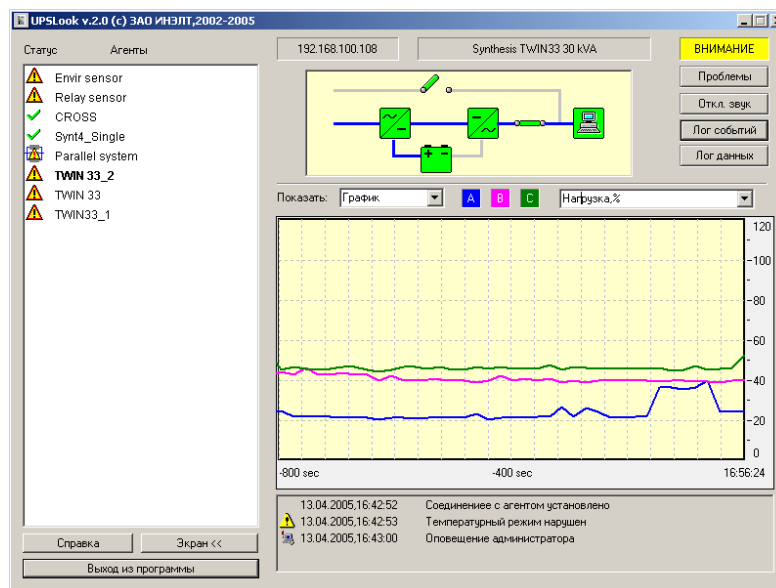 UPSLook v.2.0 (c) ЗАО ИНЭЛТ,2002-2005
Статус Агенты
Envir sensor
Relay sensor
CROSS
Synt4_Single
Parallel system
TWIN 33_2
TWIN 33
TWIN33_1
Справка Экран <<
Выход из программы
192.168.100.108 Synthesis TWIN33 30 kVA ВНИМАНИЕ
Проблемы
Откл. звук
Лог событий
Лог данных
Показать: График A B C Нагрузка,%
120
100
80
60
40
20
0
-800 sec -400 sec 16:56:24
13.04.2005,16:42:52 Соединениее с агентом установлено
13.04.2005,16:42:53 Температурный режим нарушен
13.04.2005,16:43:00 Оповещение администратора